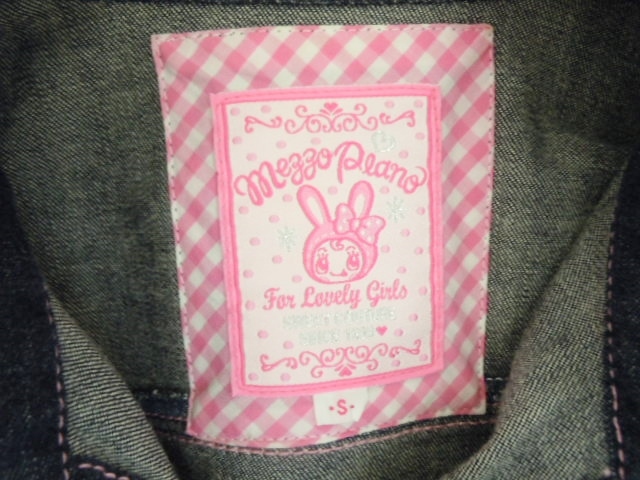 mezzo piano
For Lovely Girls
·S·